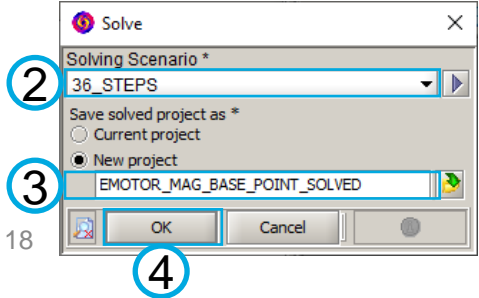 Solve
Solving Scenario *
2
36_STEPS
Save solved project as *
Current project
New project
3
EMOTOR_MAG_BASE_POINT_SOLVED
18
OK
Cancel
4